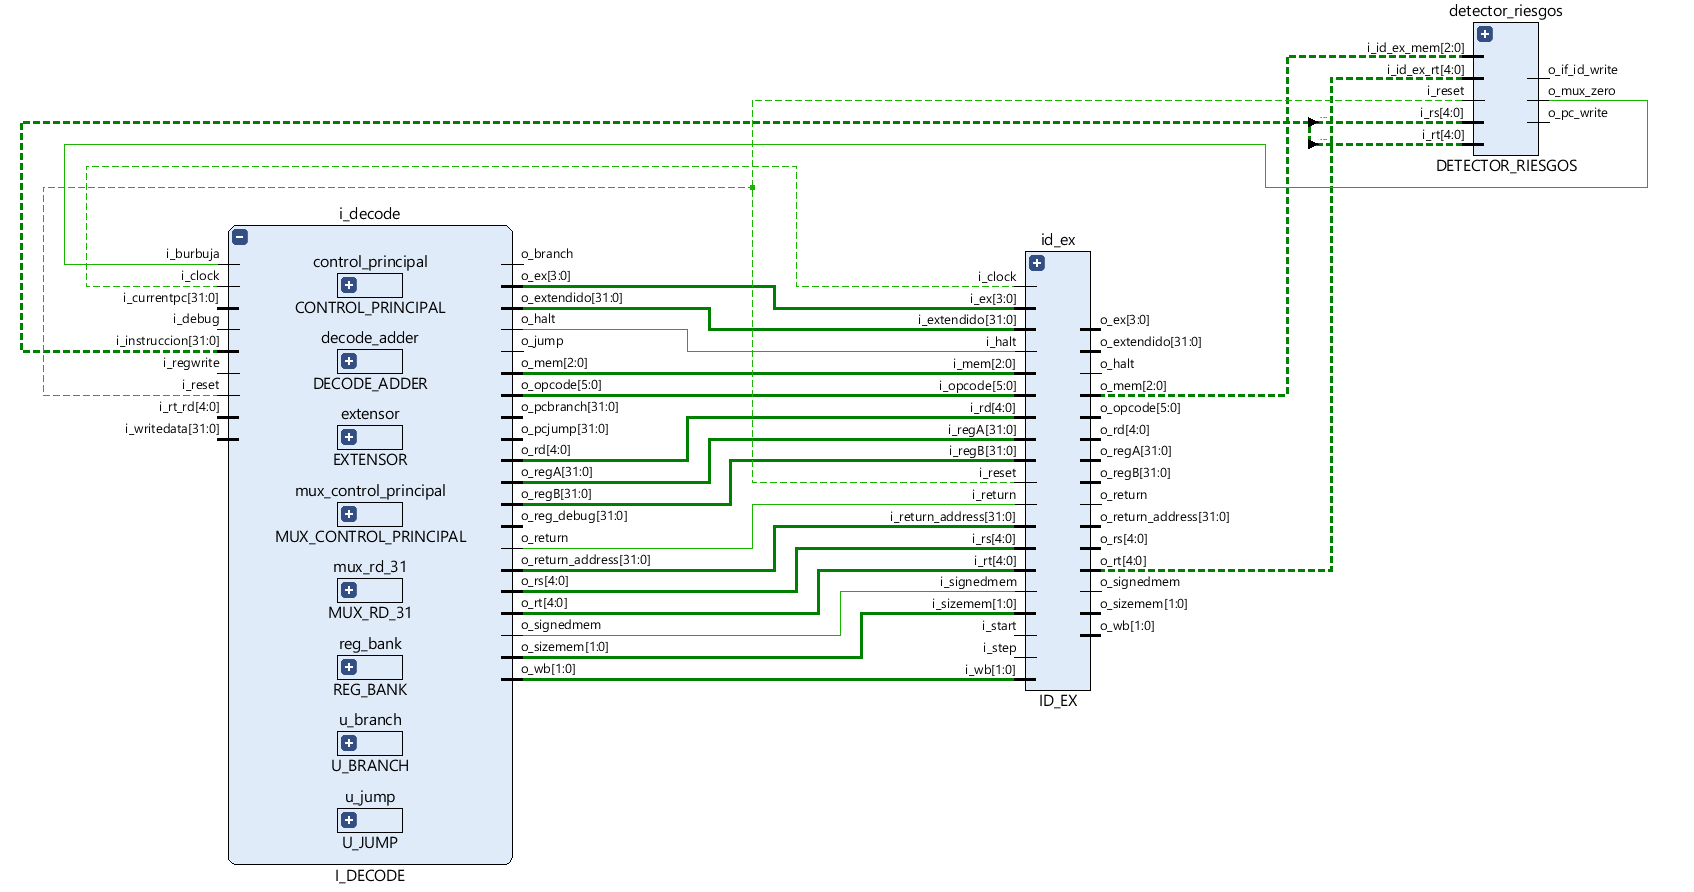 detector_riesgos
i_id_ex_mem[2:0]
i_id_ex_rt[4:0]
i_reset
i_rs[4:0]
...
i_rt[4:0]
...
o_if_id_write
o_mux_zero
o_pc_write
DETECTOR_RIESGOS
i_decode
i_burbuja
i_clock
i_currentpc[31:0]
i_debug
i_instruccion[31:0]
i_regwrite
i_reset
i_rt_rd[4:0]
i_writedata[31:0]
control_principal
CONTROL_PRINCIPAL
decode_adder
DECODE_ADDER
extensor
EXTENSOR
mux_control_principal
MUX_CONTROL_PRINCIPAL
mux_rd_31
MUX_RD_31
reg_bank
REG_BANK
u_branch
U_BRANCH
u_jump
U_JUMP
o_branch
o_ex[3:0]
o_extendido[31:0]
o_halt
o_jump
o_mem[2:0]
o_opcode[5:0]
o_pcbranch[31:0]
o_pcjump[31:0]
o_rd[4:0]
o_regA[31:0]
o_regB[31:0]
o_reg_debug[31:0]
o_return
o_return_address[31:0]
o_rs[4:0]
o_rt[4:0]
o_signedmem
o_sizemem[1:0]
o_wb[1:0]
I_DECODE
id_ex
i_clock
i_ex[3:0]
i_extendido[31:0]
i_halt
i_mem[2:0]
i_opcode[5:0]
i_rd[4:0]
i_regA[31:0]
i_regB[31:0]
i_reset
i_return
i_return_address[31:0]
i_rs[4:0]
i_rt[4:0]
i_signedmem
i_sizemem[1:0]
i_start
i_step
i_wb[1:0]
o_ex[3:0]
o_extendido[31:0]
o_halt
o_mem[2:0]
o_opcode[5:0]
o_rd[4:0]
o_regA[31:0]
o_regB[31:0]
o_return
o_return_address[31:0]
o_rs[4:0]
o_rt[4:0]
o_signedmem
o_sizemem[1:0]
o_wb[1:0]
ID_EX